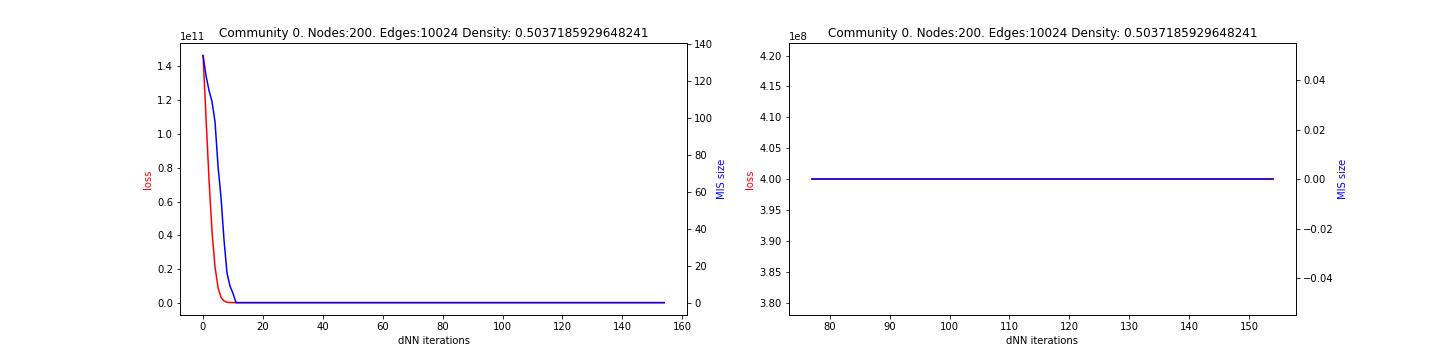 Community 0. Nodes:200. Edges:10024 Density: 0.5037185929648241
1e11
1.4
1.2
1.0
0.8
0.6
0.4
0.2
0.0
loss
140
120
100
80
60
40
20
0
MIS size
0 20 40 60 80 100 120 140 160
dNN iterations
Community 0. Nodes:200. Edges:10024 Density: 0.5037185929648241
1e8
4.20
4.15
4.10
4.05
4.00
3.95
3.90
3.85
3.80
loss
0.04
0.02
0.00
−0.02
−0.04
MIS size
80 90 100 110 120 130 140 150
dNN iterations